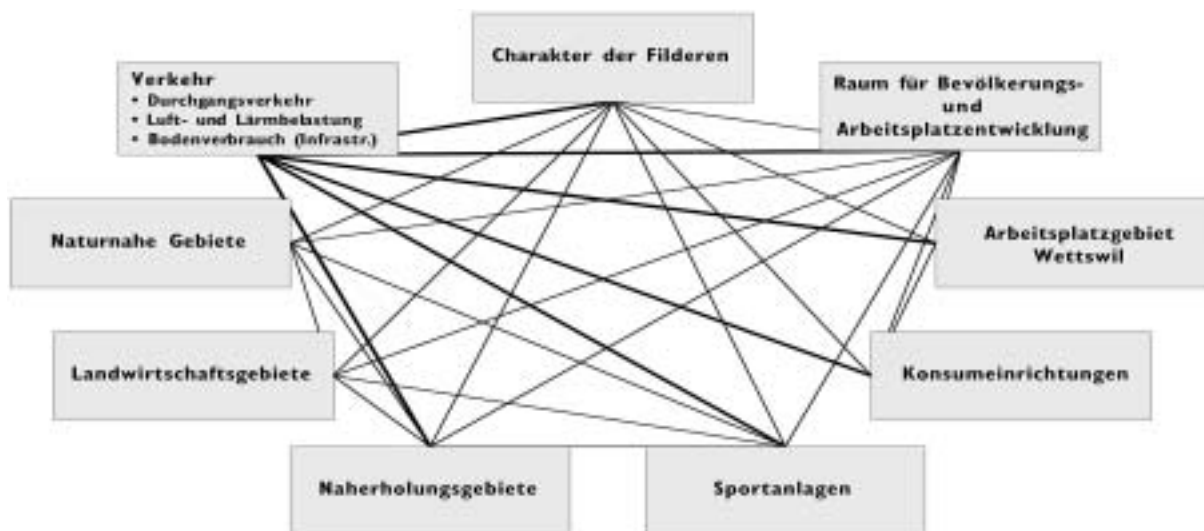 Charakter der Filderen
Verkehr
• Durchgangsverkehr
• Luft- und Lärmbelastung
• Bodenverbrauch (Infrastr.)
Raum für Bevölkerungs-
und
Arbeitsplatzentwicklung
Naturnahe Gebiete
Arbeitsplatzgebiet
Wettswil
Landwirtschaftsgebiete
Konsumeinrichtungen
Naherholungsgebiete
Sportanlagen